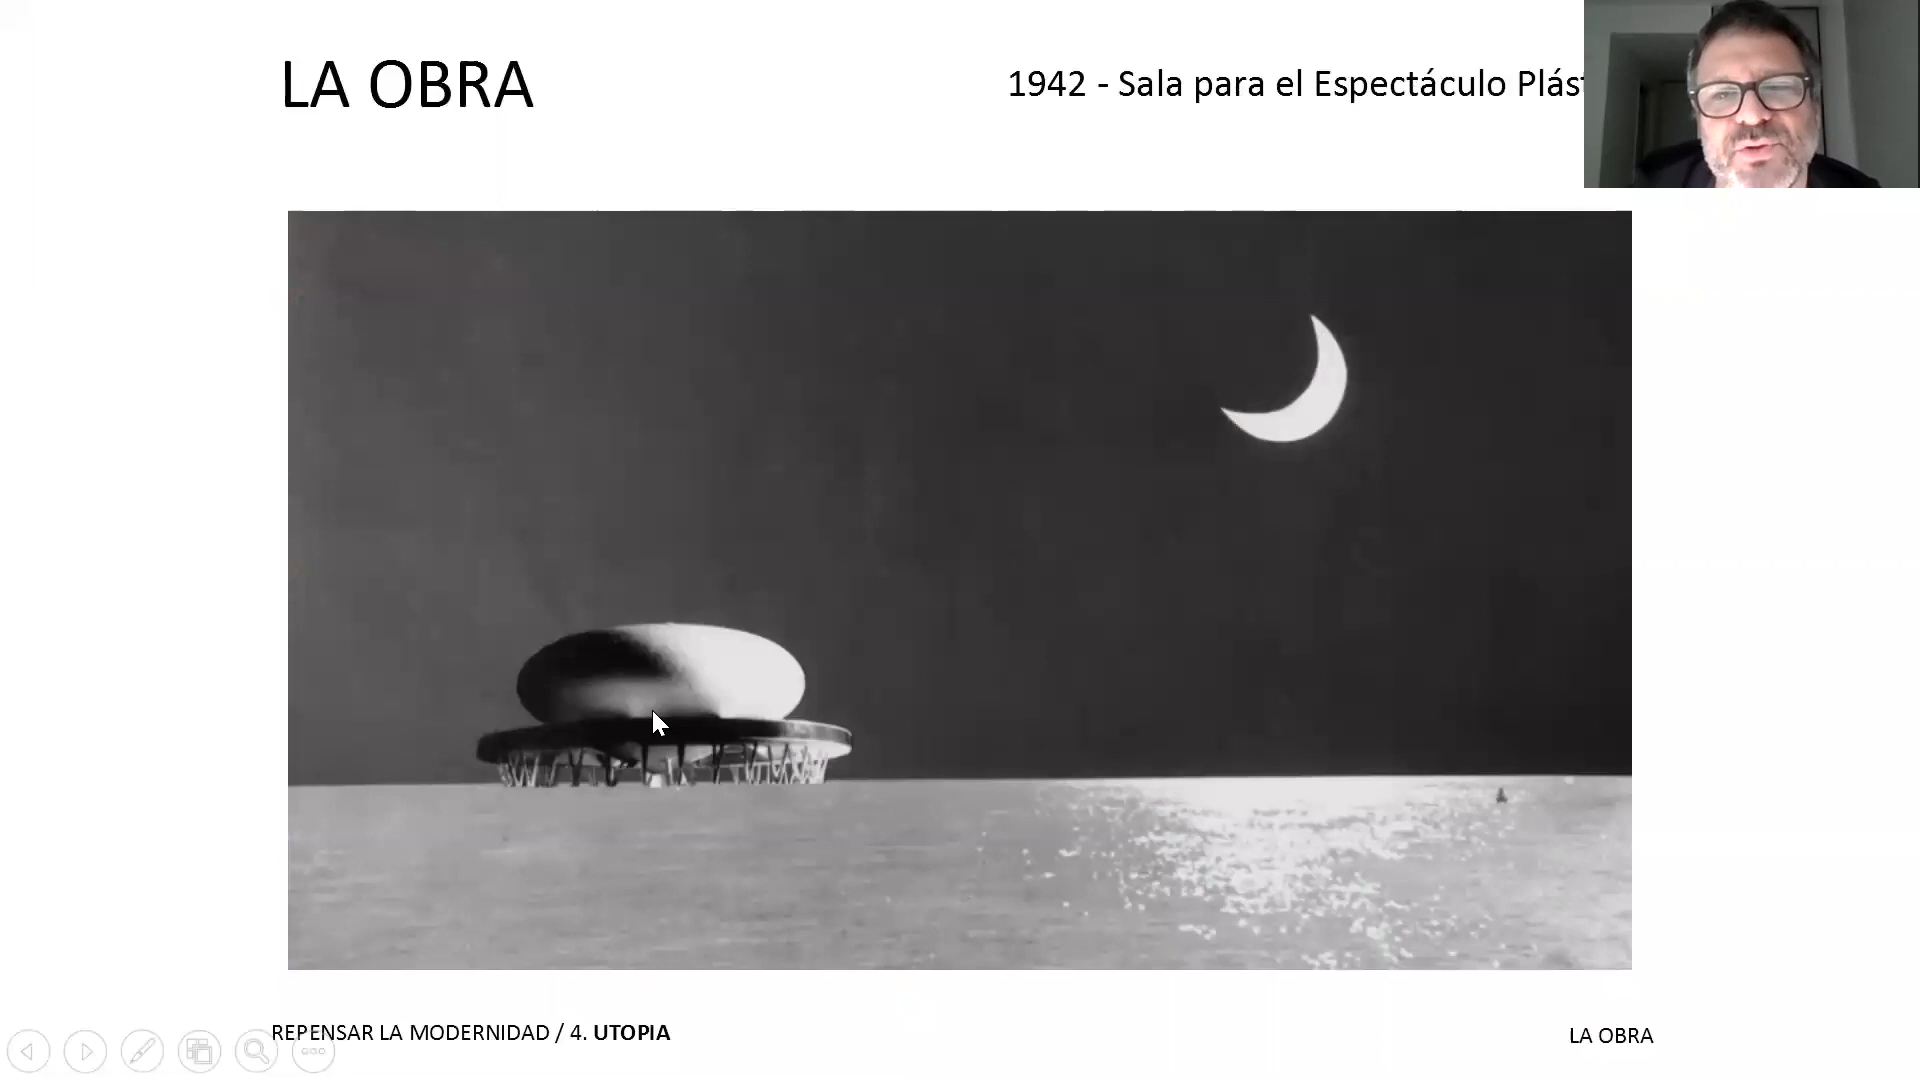 LA OBRA
1942 - Sala para el Espectáculo
REPENSAR LA MODERNIDAD / 4. UTOPIA
LA OBRA